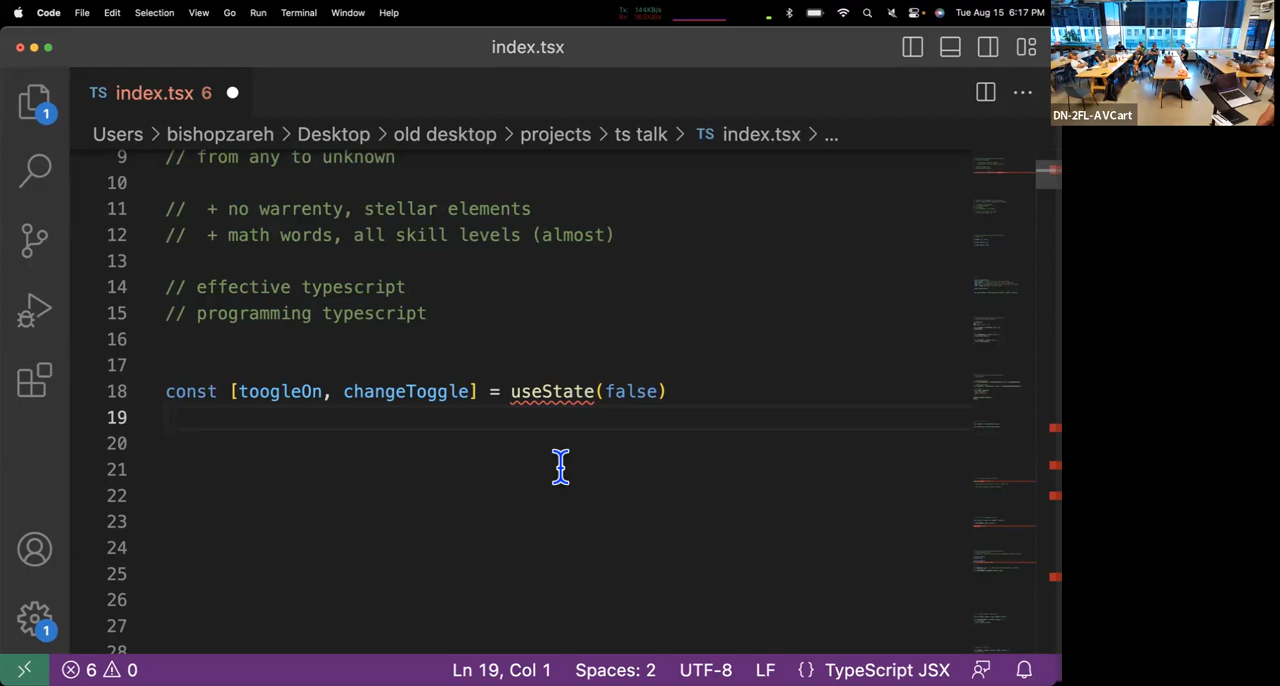 Code File Edit Selection View Go Run Terminal Window Help Tue Aug 15 6:17 PM
index.tsx
TS index.tsx 6
Users > bishopzareh > Desktop > old desktop > projects > ts talk > TS index.tsx > ...
DN-2FL-AVCart
9 // from any to unknown
10
11 // + no warrenty, stellar elements
12 // + math words, all skill levels (almost)
13
14 // effective typescript
15 // programming typescript
16
17
18 const [toogleOn, changeToggle] = useState(false)
19
20
21
22
23
24
25
26
27
28
1
1
6 0 Ln 19, Col 1 Spaces: 2 UTF-8 LF {} TypeScript JSX